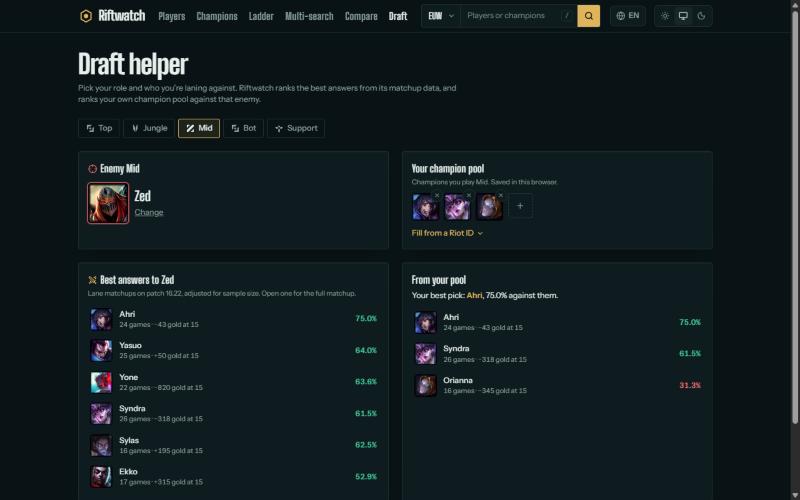 Riftwatch Players Champions Ladder Multi-search Compare Draft EUW Players or champions / EN
Draft helper
Pick your role and who you're laning against. Riftwatch ranks the best answers from its matchup data, and
ranks your own champion pool against that enemy.
Top Jungle Mid Bot Support
Enemy Mid
Zed
Change
Your champion pool
Champions you play Mid. Saved in this browser.
Fill from a Riot ID
Best answers to Zed
Lane matchups on patch 16.22, adjusted for sample size. Open one for the full matchup.
Ahri
24 games · -43 gold at 15
75.0%
Yasuo
25 games · +50 gold at 15
64.0%
Yone
22 games · -820 gold at 15
63.6%
Syndra
26 games · -318 gold at 15
61.5%
Sylas
16 games · +195 gold at 15
62.5%
Ekko
17 games · +315 gold at 15
52.9%
From your pool
Your best pick: Ahri, 75.0% against them.
Ahri
24 games · -43 gold at 15
75.0%
Syndra
26 games · -318 gold at 15
61.5%
Orianna
16 games · -345 gold at 15
31.3%